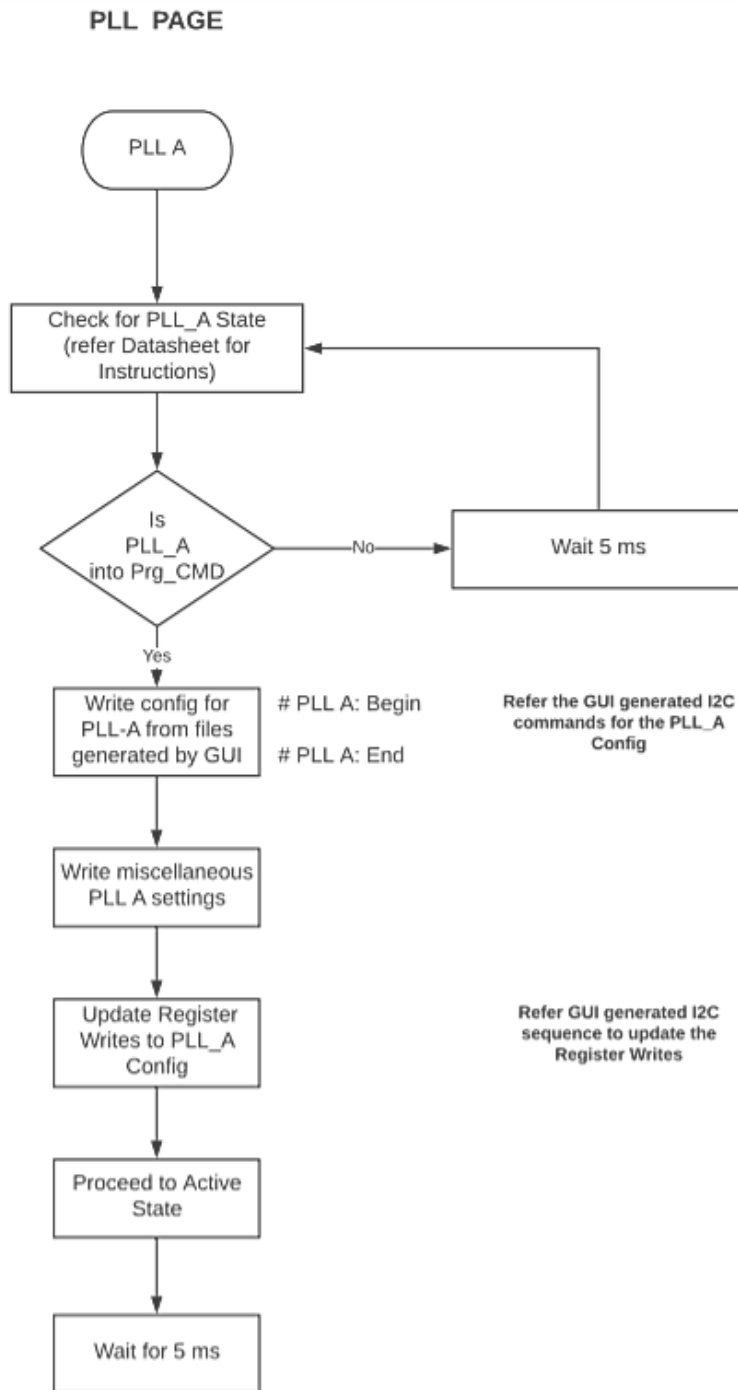 PLL PAGE
PLL A
Check for PLL_A State
(refer Datasheet for
Instructions)
Is
PLL_A
into Prg_CMD
No
Wait 5 ms
Yes
Write config for
PLL-A from files
generated by GUI
# PLL A: Begin
# PLL A: End
Refer the GUI generated I2C
commands for the PLL_A
Config
Write miscellaneous
PLL A settings
Update Register
Writes to PLL_A
Config
Refer GUI generated I2C
sequence to update the
Register Writes
Proceed to Active
State
Wait for 5 ms